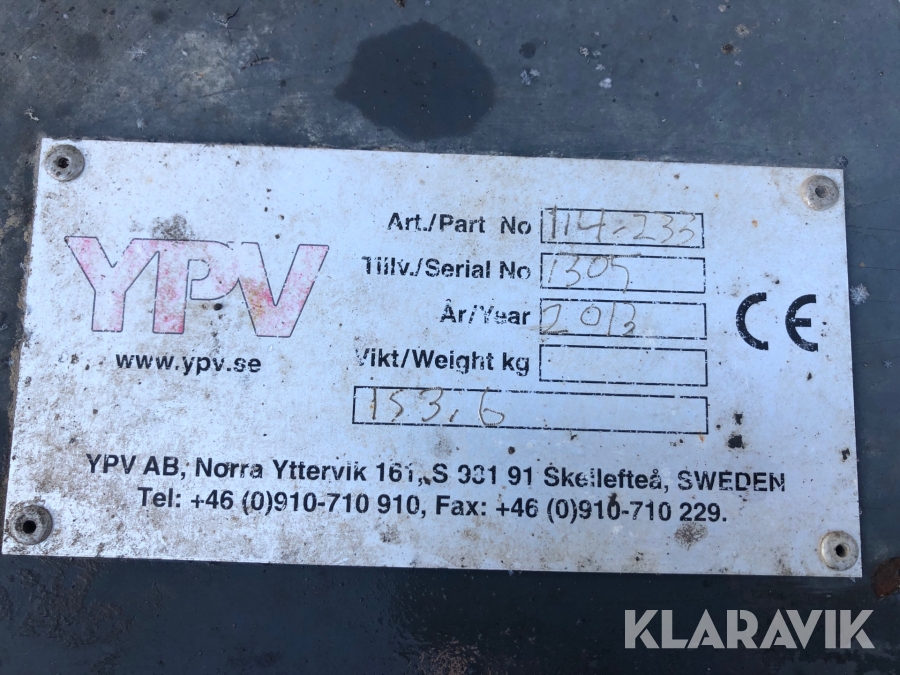 YPV
www.ypv.se
Art./Part No 114-233
Tillv./Serial No 1305
År/Year 2013
Vikt/Weight kg
153,6
CE
YPV AB, Norra Yttervik 161, S 931 91 Skellefteå, SWEDEN
Tel: +46 (0)910-710 910, Fax: +46 (0)910-710 229.
KLARAVIK